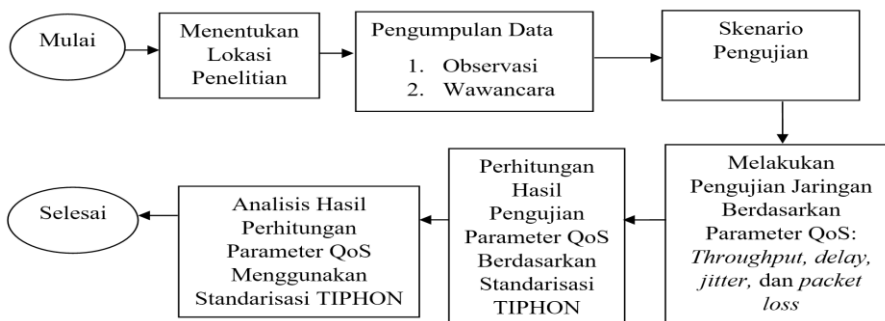 Mulai
Menentukan
Lokasi
Penelitian
Pengumpulan Data
1. Observasi
2. Wawancara
Skenario
Pengujian
Melakukan
Pengujian Jaringan
Berdasarkan
Parameter QoS:
Throughput, delay,
jitter, dan packet
loss
Perhitungan
Hasil
Pengujian
Parameter QoS
Berdasarkan
Standarisasi
TIPHON
Analisis Hasil
Perhitungan
Parameter QoS
Menggunakan
Standarisasi TIPHON
Selesai